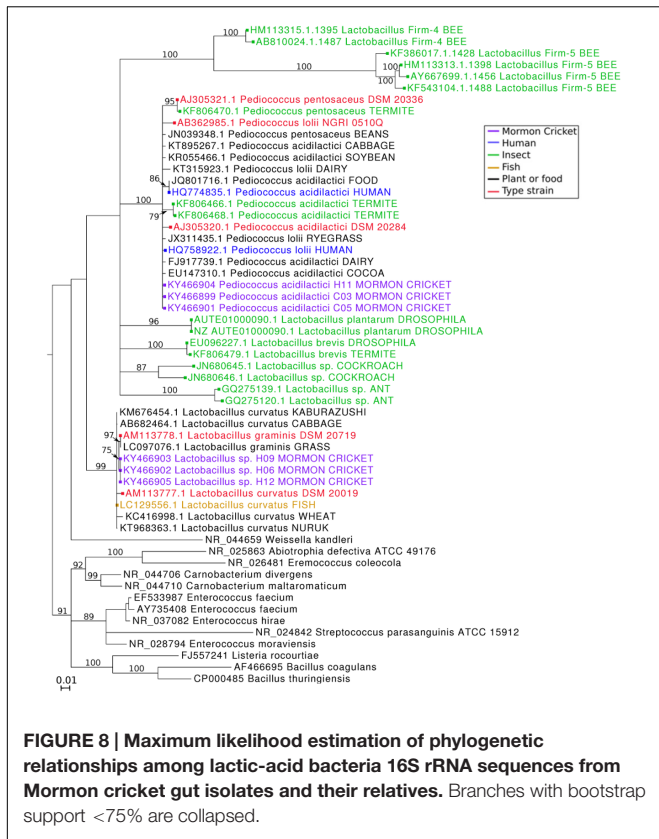 100
HM113315.1.1395 Lactobacillus Firm-4 BEE
100
AB810024.1.1487 Lactobacillus Firm-4 BEE
KF386017.1.1428 Lactobacillus Firm-5 BEE
HM113313.1.1398 Lactobacillus Firm-5 BEE
100
100
AY667699.1.1456 Lactobacillus Firm-5 BEE
KF543104.1.1488 Lactobacillus Firm-5 BEE
95
AJ305321.1 Pediococcus pentosaceus DSM 20336
KF806470.1 Pediococcus pentosaceus TERMITE
AB362985.1 Pediococcus lolii NGRI 0510Q
JN039348.1 Pediococcus pentosaceus BEANS
KT895267.1 Pediococcus acidilactici CABBAGE
KR055466.1 Pediococcus acidilactici SOYBEAN
KT315923.1 Pediococcus lolii DAIRY
86
JQ801716.1 Pediococcus acidilactici FOOD
HQ774835.1 Pediococcus acidilactici HUMAN
100
KF806466.1 Pediococcus acidilactici TERMITE
79
KF806468.1 Pediococcus acidilactici TERMITE
AJ305320.1 Pediococcus acidilactici DSM 20284
JX311435.1 Pediococcus lolii RYEGRASS
HQ758922.1 Pediococcus lolii HUMAN
FJ917739.1 Pediococcus acidilactici DAIRY
EU147310.1 Pediococcus acidilactici COCOA
KY466904 Pediococcus acidilactici H11 MORMON CRICKET
KY466899 Pediococcus acidilactici C03 MORMON CRICKET
KY466901 Pediococcus acidilactici C05 MORMON CRICKET
96
AUTE01000090.1 Lactobacillus plantarum DROSOPHILA
NZ AUTE01000090.1 Lactobacillus plantarum DROSOPHILA
EU096227.1 Lactobacillus brevis DROSOPHILA
100
KF806479.1 Lactobacillus brevis TERMITE
87
JN680645.1 Lactobacillus sp. COCKROACH
JN680646.1 Lactobacillus sp. COCKROACH
100
GQ275139.1 Lactobacillus sp. ANT
GQ275120.1 Lactobacillus sp. ANT
KM676454.1 Lactobacillus curvatus KABURAZUSHI
AB682464.1 Lactobacillus curvatus CABBAGE
97
AM113778.1 Lactobacillus graminis DSM 20719
LC097076.1 Lactobacillus graminis GRASS
75
KY466903 Lactobacillus sp. H09 MORMON CRICKET
99
KY466902 Lactobacillus sp. H06 MORMON CRICKET
KY466905 Lactobacillus sp. H12 MORMON CRICKET
AM113777.1 Lactobacillus curvatus DSM 20019
LC129556.1 Lactobacillus curvatus FISH
KC416998.1 Lactobacillus curvatus WHEAT
KT968363.1 Lactobacillus curvatus NURUK
NR_044659 Weissella kandleri
100
NR_025863 Abiotrophia defectiva ATCC 49176
NR_026481 Eremococcus coleocola
92
99
NR_044706 Carnobacterium divergens
NR_044710 Carnobacterium maltaromaticum
91
EF533987 Enterococcus faecium
AY735408 Enterococcus faecium
89
NR_037082 Enterococcus hirae
NR_024842 Streptococcus parasanguinis ATCC 15912
NR_028794 Enterococcus moraviensis
100
FJ557241 Listeria rocourtiae
100
AF466695 Bacillus coagulans
CP000485 Bacillus thuringiensis
0.01
Mormon Cricket
Human
Insect
Fish
Plant or food
Type strain
FIGURE 8 | Maximum likelihood estimation of phylogenetic
relationships among lactic-acid bacteria 16S rRNA sequences from
Mormon cricket gut isolates and their relatives. Branches with bootstrap
support <75% are collapsed.